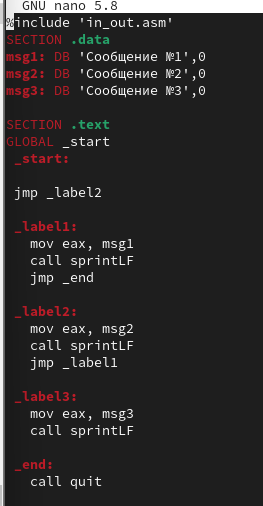 GNU nano 5.8
%include 'in_out.asm'
SECTION .data
msg1: DB 'Сообщение №1',0
msg2: DB 'Сообщение №2',0
msg3: DB 'Сообщение №3',0
SECTION .text
GLOBAL _start
_start:
jmp _label2
_label1:
mov eax, msg1
call sprintLF
jmp _end
_label2:
mov eax, msg2
call sprintLF
jmp _label1
_label3:
mov eax, msg3
call sprintLF
_end:
call quit